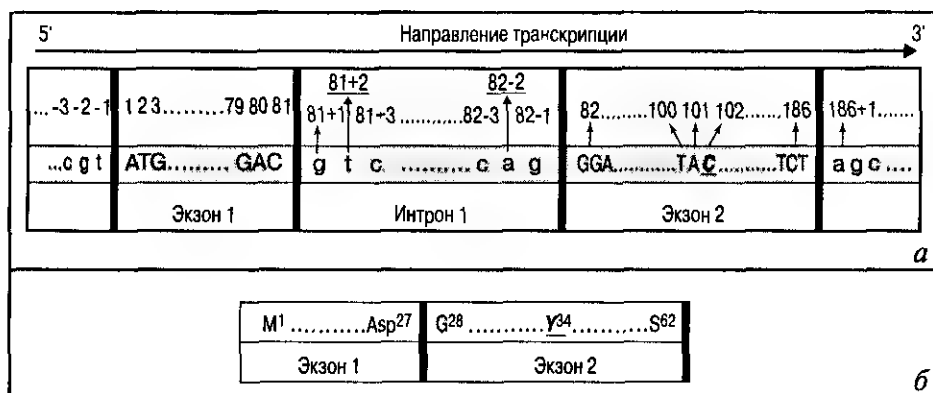 5' Направление транскрипции 3'
81+2 82-2
...-3-2-1 1 2 3.........79 80 81 81+1 81+3 ........82-3 82-1 82........100 101 102......186 186+1...
...c g t ATG......... GAC g t c ............ c a g GGA.............TAC............TCT a g c ....
Экзон 1 Интрон 1 Экзон 2
а
M¹ ...........Asp²⁷ G²⁸ ...........Y³⁴...........S⁶²
Экзон 1 Экзон 2
б